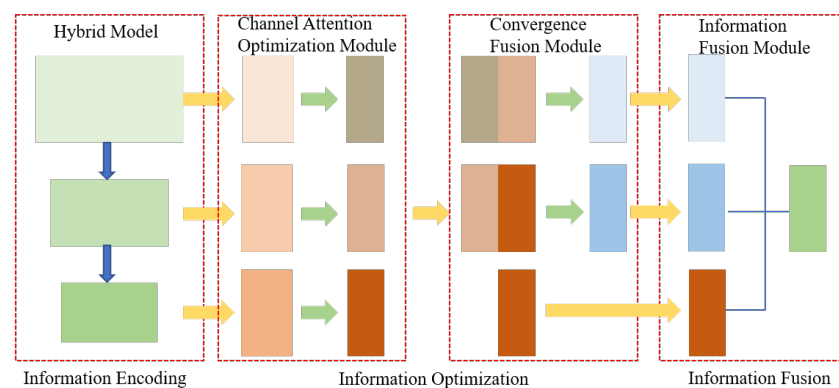 Hybrid Model
Channel Attention
Optimization Module
Convergence
Fusion Module
Information
Fusion Module
Information Encoding
Information Optimization
Information Fusion